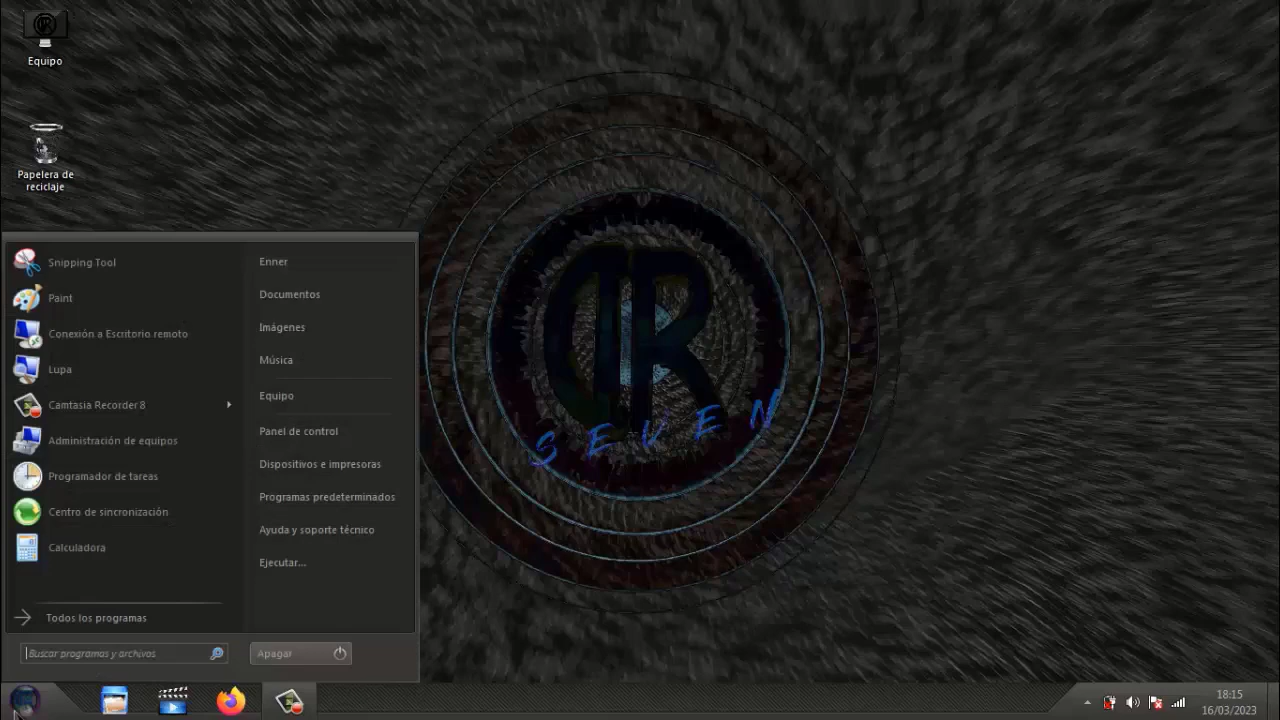 Equipo
Papelera de
reciclaje
Snipping Tool
Paint
Conexión a Escritorio remoto
Lupa
Camtasia Recorder 8
Administración de equipos
Programador de tareas
Centro de sincronización
Calculadora
Todos los programas
Buscar programas y archivos
Enner
Documentos
Imágenes
Música
Equipo
Panel de control
Dispositivos e impresoras
Programas predeterminados
Ayuda y soporte técnico
Ejecutar...
Apagar
SEVEN
18:15
16/03/2023